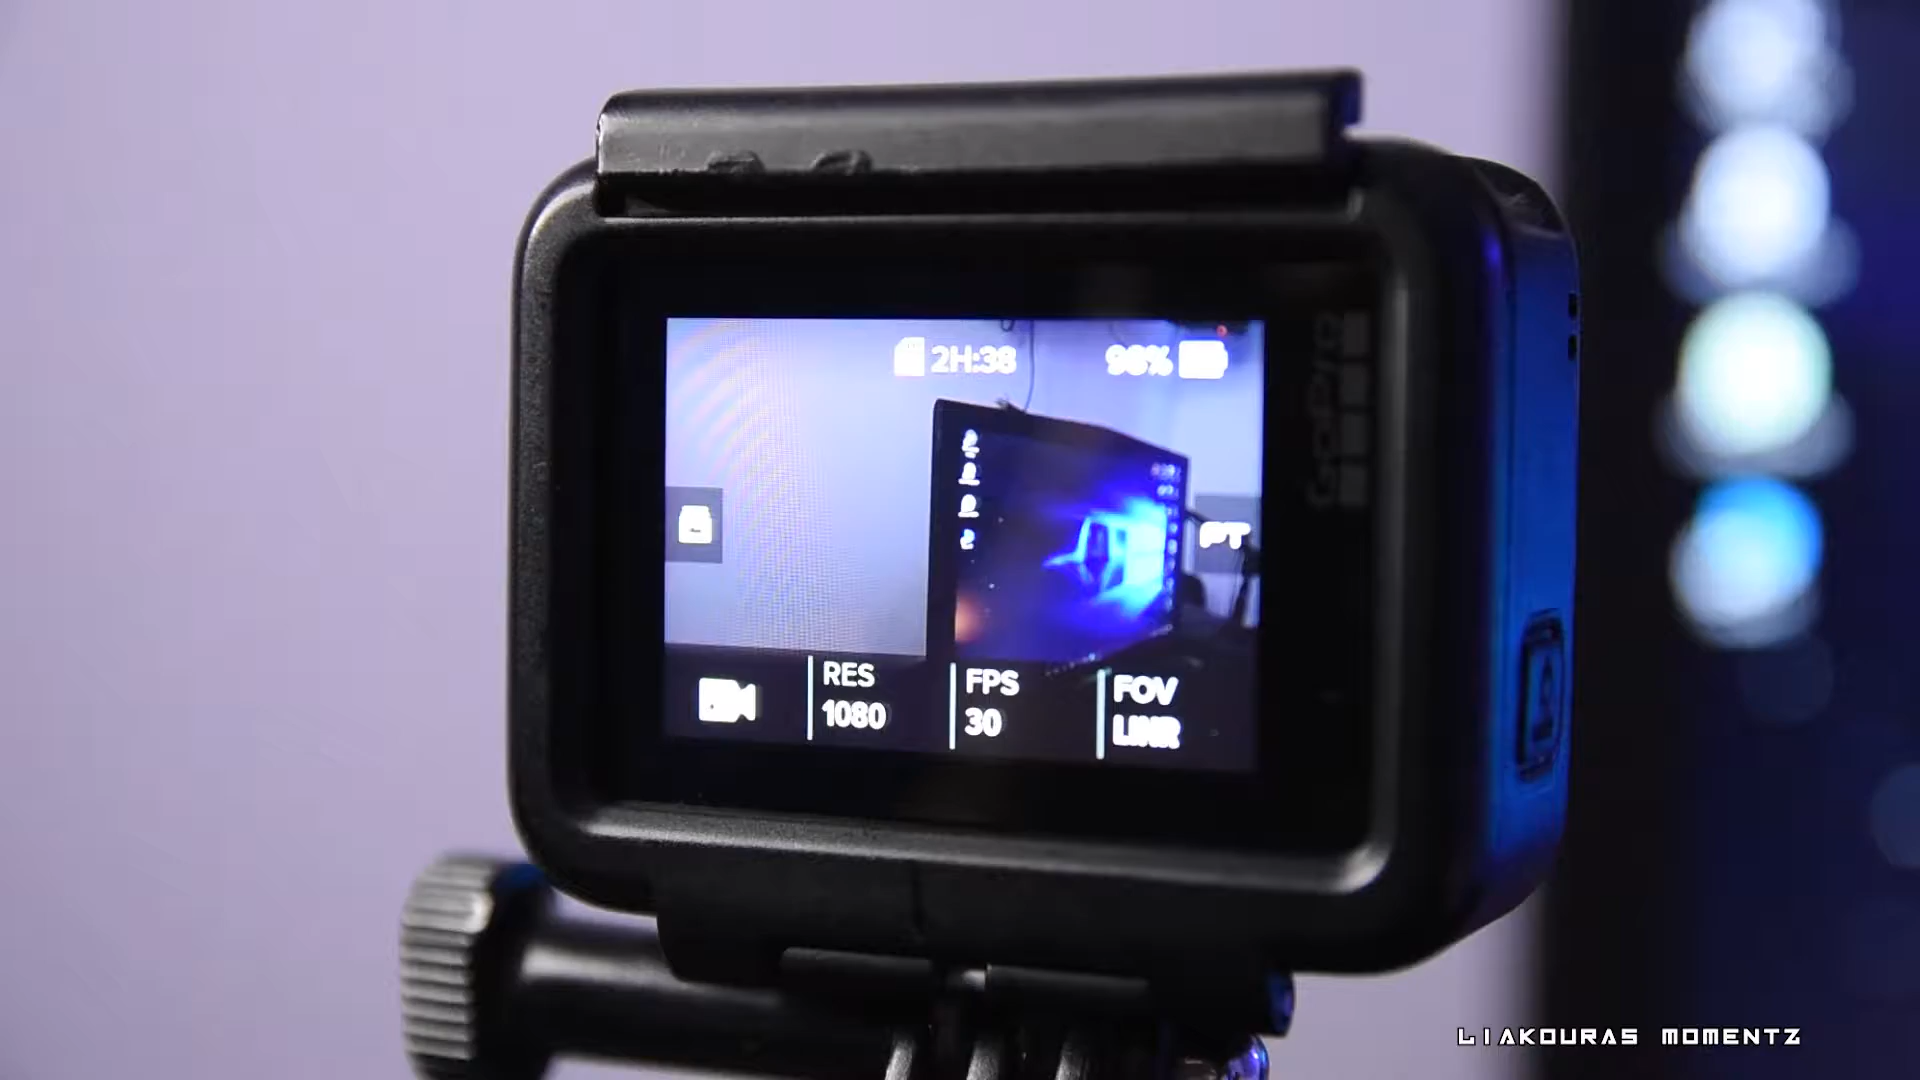 2H:38
98%
PT
RES
1080
FPS
30
FOV
LINR
GoPro
LIAKOURAS MOMENTZ